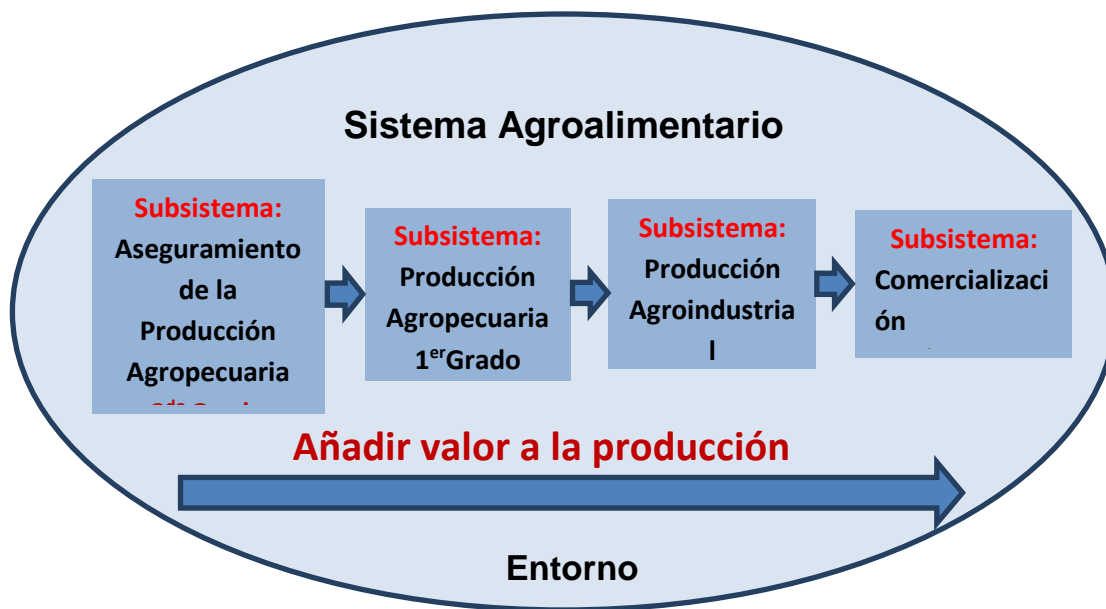 Sistema Agroalimentario
Subsistema:
Aseguramiento
de la
Producción
Agropecuaria
Subsistema:
Producción
Agropecuaria
1erGrado
Subsistema:
Producción
Agroindustria
l
Subsistema:
Comercializaci
ón
Añadir valor a la producción
Entorno